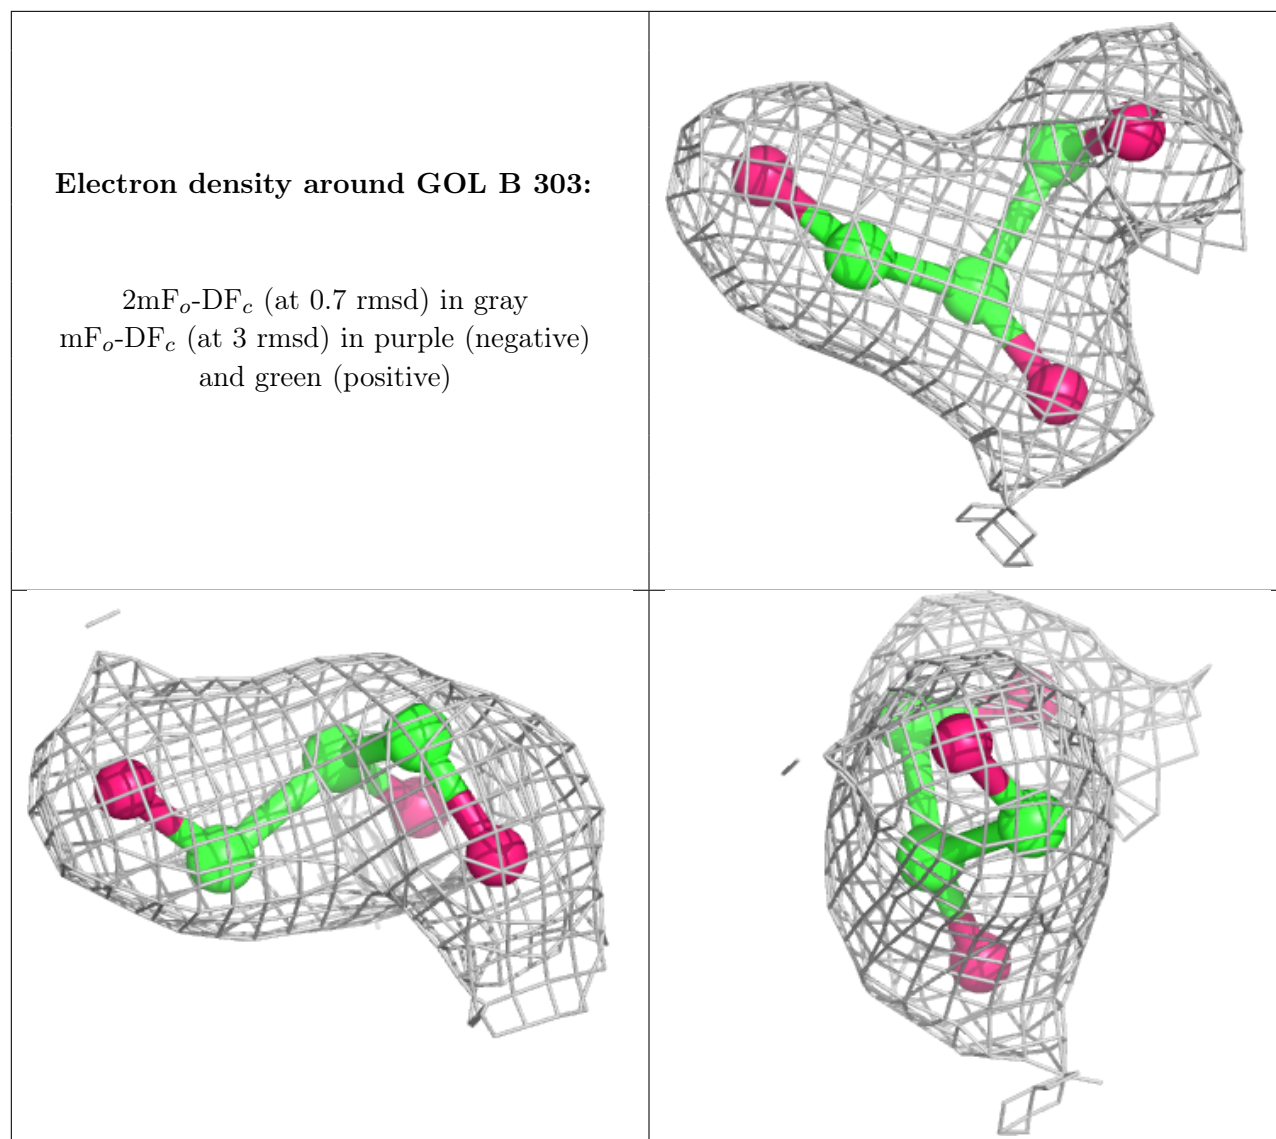 Electron density around GOL B 303:
2mFo-DFc (at 0.7 rmsd) in gray
mFo-DFc (at 3 rmsd) in purple (negative)
and green (positive)